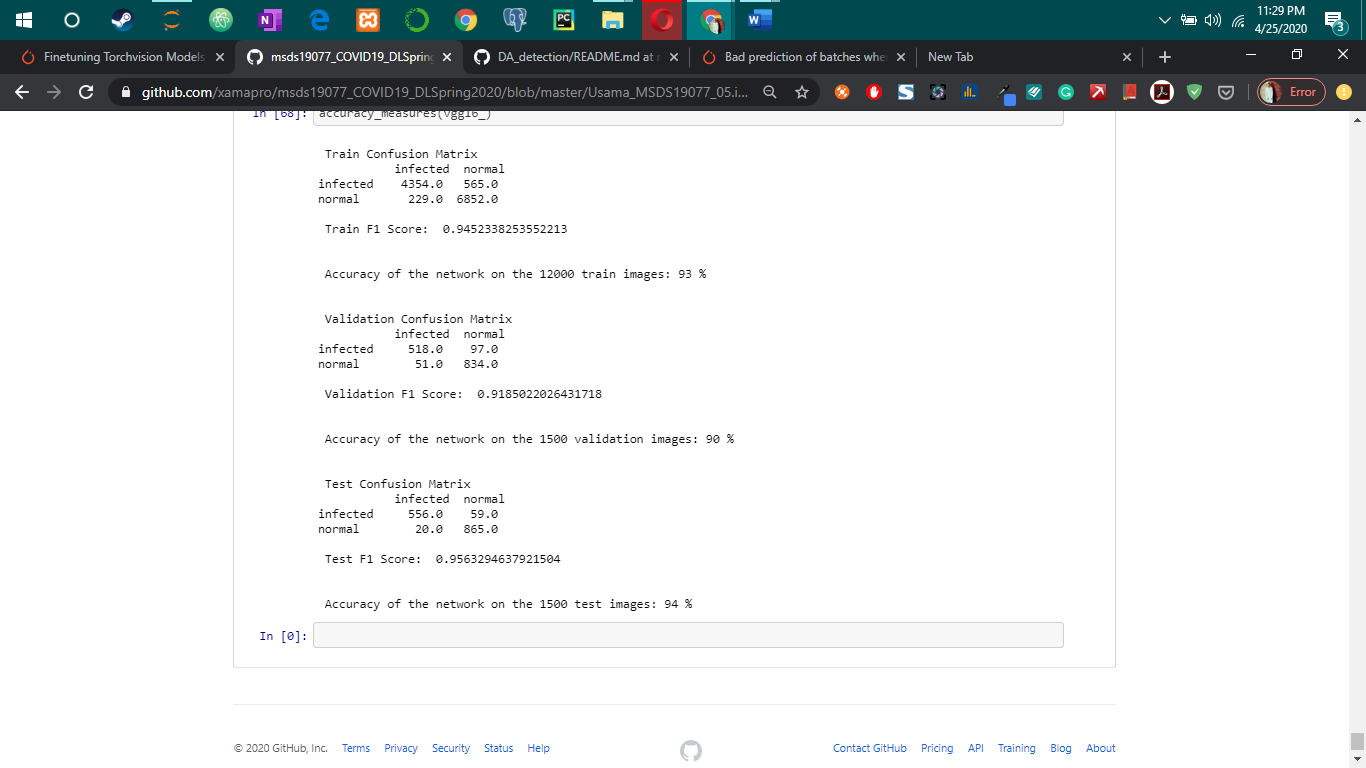 11:29 PM
4/25/2020
3
Finetuning Torchvision Models
msds19077_COVID19_DLSpring
DA_detection/README.md at m
Bad prediction of batches whe
New Tab
github.com/xamapro/msds19077_COVID19_DLSpring2020/blob/master/Usama_MSDS19077_05.i...
Error
In [68]: accuracy_measures(vgg16_)
Train Confusion Matrix
infected normal
infected 4354.0 565.0
normal 229.0 6852.0
Train F1 Score: 0.9452338253552213
Accuracy of the network on the 12000 train images: 93 %
Validation Confusion Matrix
infected normal
infected 518.0 97.0
normal 51.0 834.0
Validation F1 Score: 0.9185022026431718
Accuracy of the network on the 1500 validation images: 90 %
Test Confusion Matrix
infected normal
infected 556.0 59.0
normal 20.0 865.0
Test F1 Score: 0.9563294637921504
Accuracy of the network on the 1500 test images: 94 %
In [0]:
© 2020 GitHub, Inc. Terms Privacy Security Status Help
Contact GitHub Pricing API Training Blog About